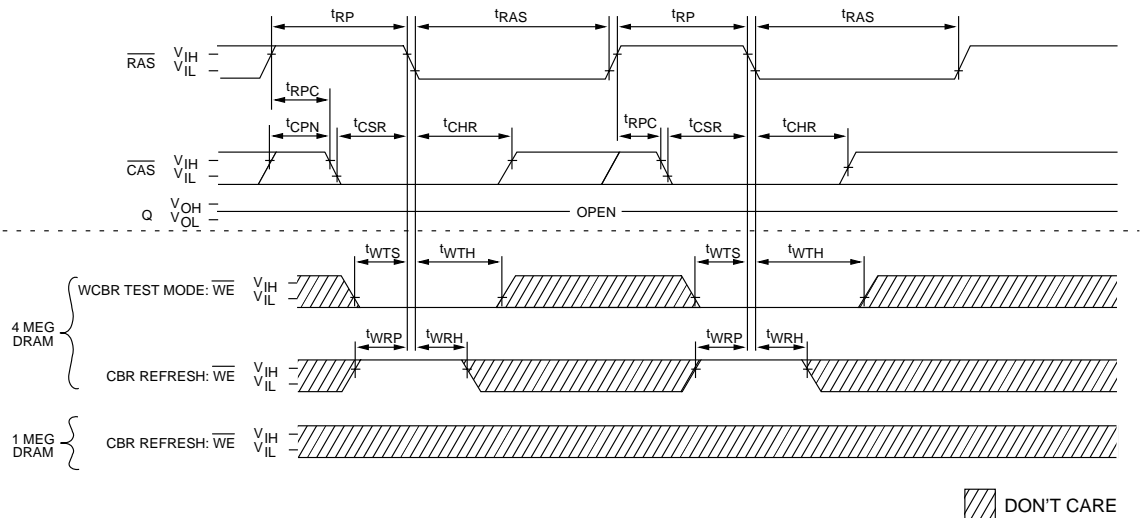 tRP tRAS tRP tRAS
RAS VIH
VIL
tRPC
tCPN tCSR tCHR tRPC tCSR tCHR
CAS VIH
VIL
Q VOH
VOL
OPEN
tWTS tWTH tWTS tWTH
WCBR TEST MODE: WE VIH
VIL
4 MEG
DRAM
tWRP tWRH tWRP tWRH
CBR REFRESH: WE VIH
VIL
1 MEG
DRAM
CBR REFRESH: WE VIH
VIL
DON'T CARE